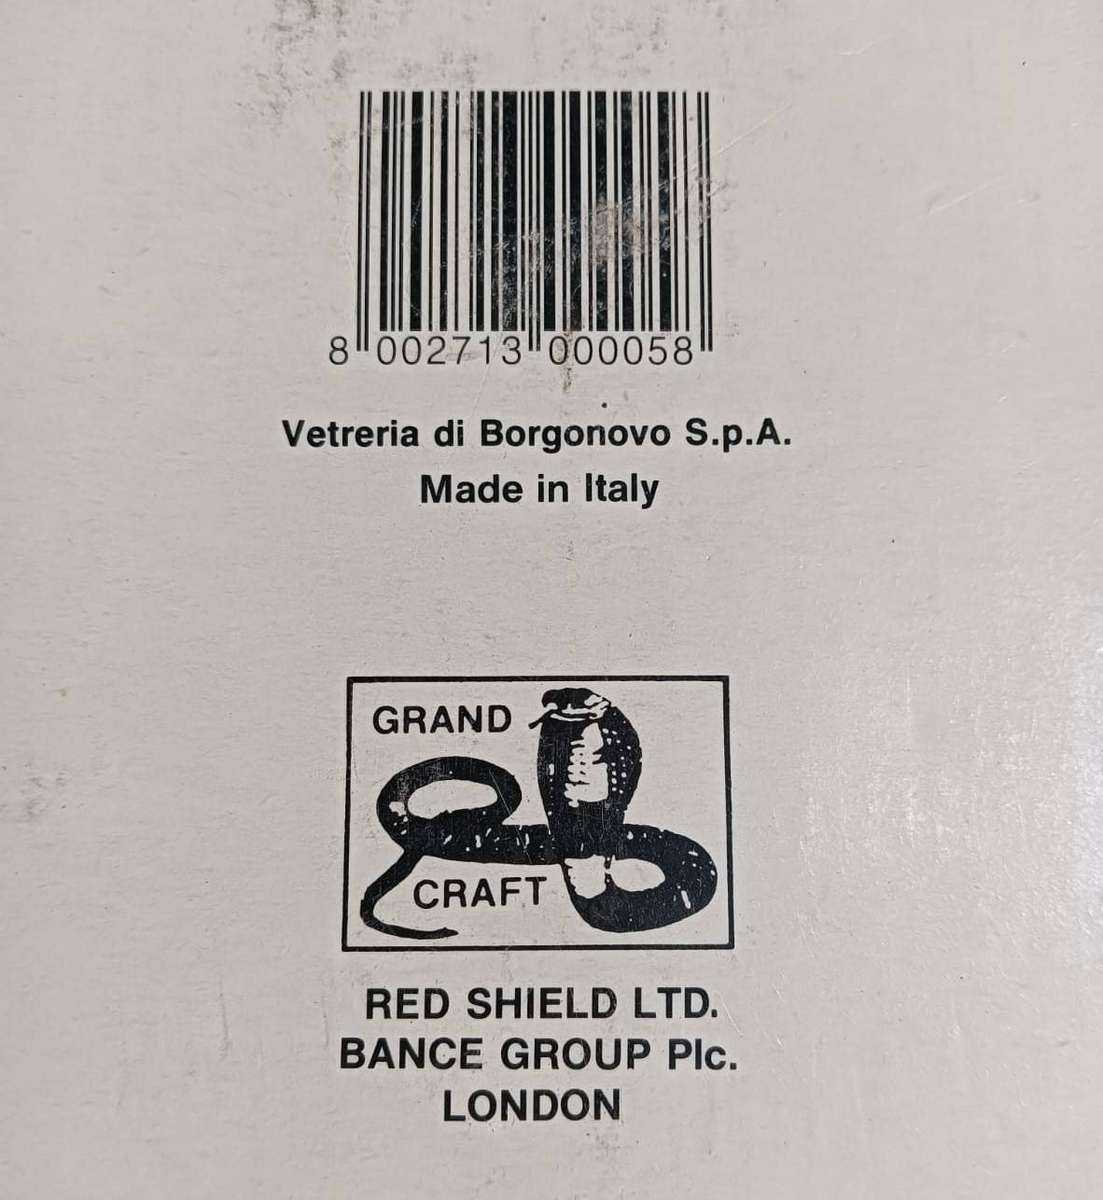 8 002713 000058
Vetreria di Borgonovo S.p.A.
Made in Italy
GRAND
CRAFT
RED SHIELD LTD.
BANCE GROUP Plc.
LONDON